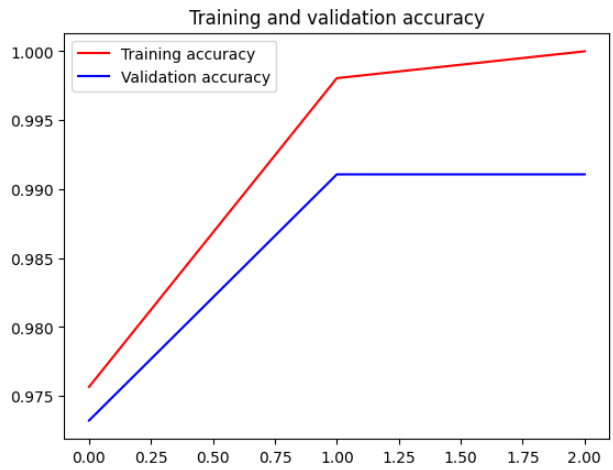 Training and validation accuracy
Training accuracy
Validation accuracy
1.000
0.995
0.990
0.985
0.980
0.975
0.00 0.25 0.50 0.75 1.00 1.25 1.50 1.75 2.00